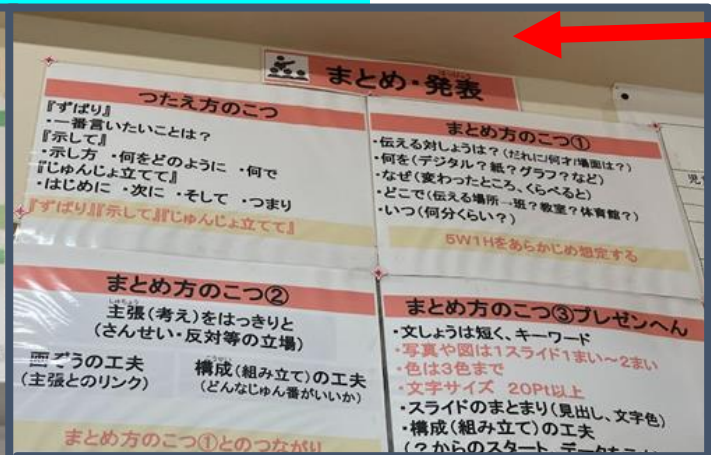 まとめ・発表
つたえ方のこつ
『ずばり』
・一番言いたいことは？
『示して』
・示し方 ・何をどのように ・何で
『じゅんじょ立てて』
・はじめに ・次に ・そして ・つまり
『ずばり』『示して』『じゅんじょ立てて』
まとめ方のこつ①
・伝える対しょうは？(だれに/何才/場面は？)
・何を(デジタル？紙？グラフ？など)
・なぜ(変わったところ、くらべると)
・どこで(伝える場所→班？教室？体育館？)
・いつ(何分くらい？)
5W1Hをあらかじめ想定する
まとめ方のこつ②
主張(考え)をはっきりと
(さんせい・反対等の立場)
画ぞうの工夫
(主張とのリンク)
構成(組み立て)の工夫
(どんなじゅん番がいいか)
まとめ方のこつ①とのつながり
まとめ方のこつ③プレゼンへん
・文しょうは短く、キーワード
・写真や図は1スライド1まい～2まい
・色は3色まで
・文字サイズ 20Pt以上
・スライドのまとまり(見出し、文字色)
・構成(組み立て)の工夫
(？からのスタート、データ